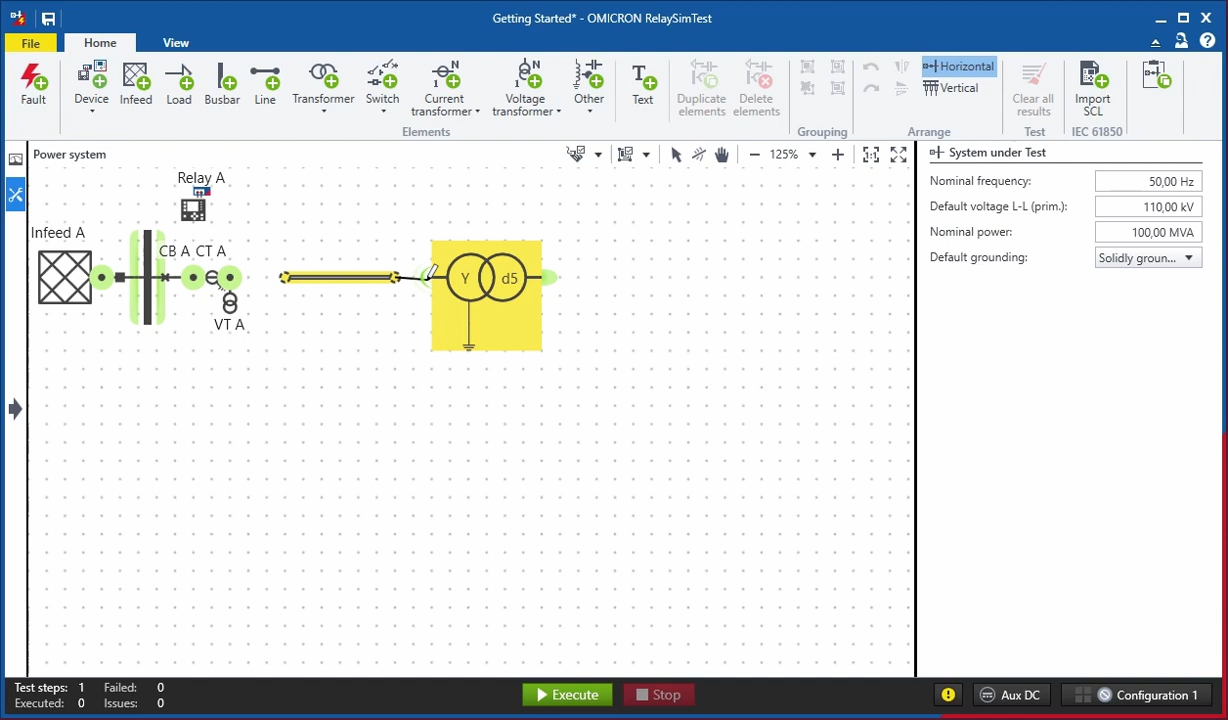 Getting Started* - OMICRON RelaySimTest
File
Home
View
Fault
Device
Infeed
Load
Busbar
Line
Transformer
Switch
Current
transformer
Voltage
transformer
Other
Text
Duplicate
elements
Delete
elements
Horizontal
Vertical
Clear all
results
Import
SCL
Elements
Grouping
Arrange
Test
IEC 61850
Power system
125%
System under Test
Nominal frequency:
50,00 Hz
Default voltage L-L (prim.):
110,00 kV
Nominal power:
100,00 MVA
Default grounding:
Solidly groun...
Relay A
Infeed A
CB A
CT A
VT A
Y
d5
Test steps: 1
Failed: 0
Executed: 0
Issues: 0
Execute
Stop
Aux DC
Configuration 1